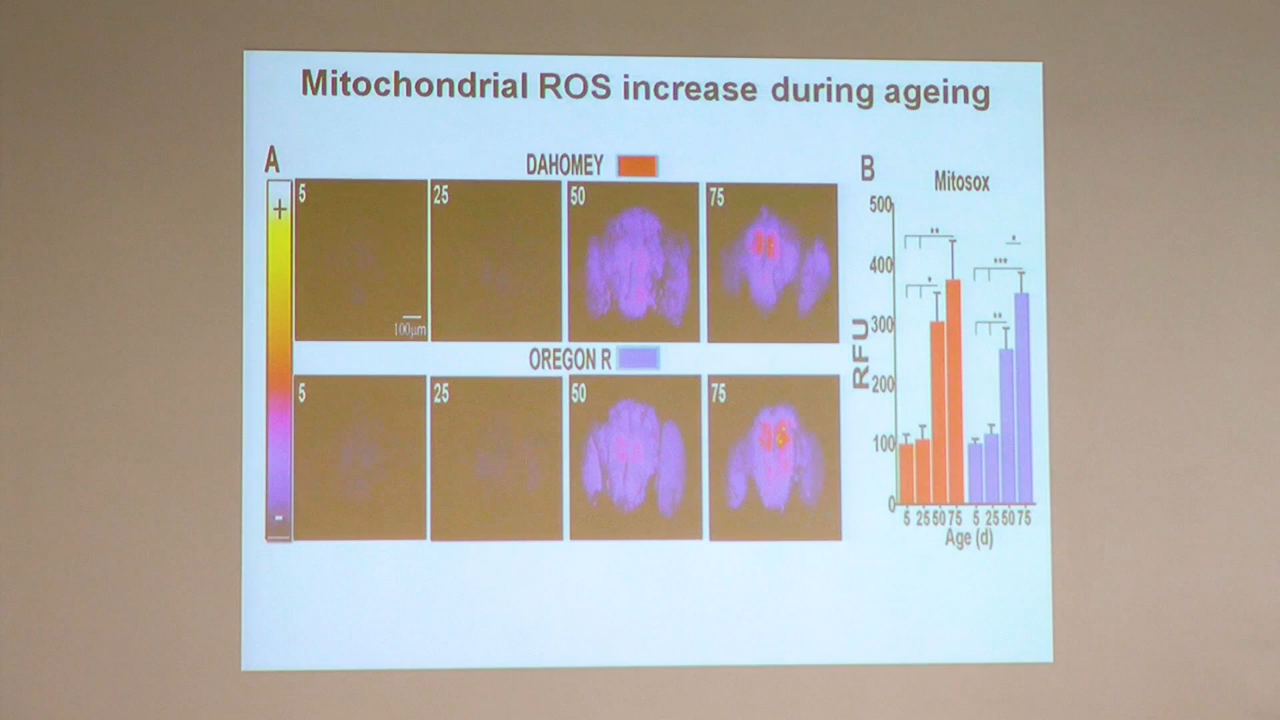 Mitochondrial ROS increase during ageing
A
DAHOMEY
+
-
5
25
50
75
100µm
OREGON R
5
25
50
75
B
Mitosox
RFU
500
400
300
200
100
0
** * * *** **
5 25 50 75 5 25 50 75
Age (d)